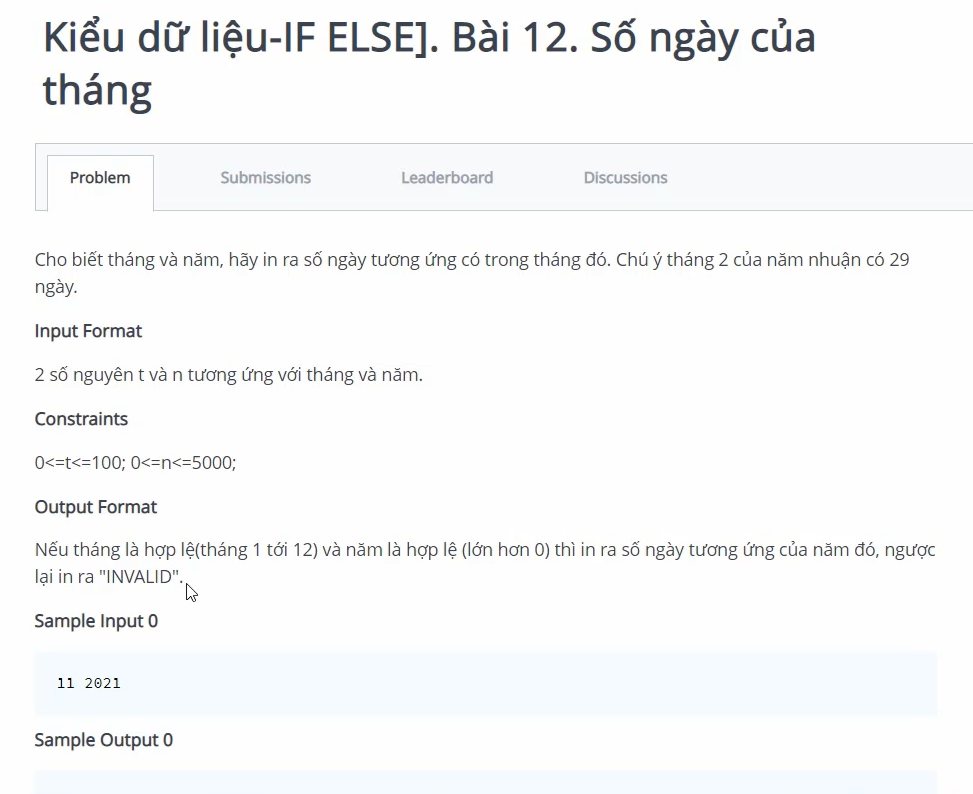 Kiểu dữ liệu-IF ELSE]. Bài 12. Số ngày của
tháng
Problem Submissions Leaderboard Discussions
Cho biết tháng và năm, hãy in ra số ngày tương ứng có trong tháng đó. Chú ý tháng 2 của năm nhuận có 29
ngày.
Input Format
2 số nguyên t và n tương ứng với tháng và năm.
Constraints
0<=t<=100; 0<=n<=5000;
Output Format
Nếu tháng là hợp lệ(tháng 1 tới 12) và năm là hợp lệ (lớn hơn 0) thì in ra số ngày tương ứng của năm đó, ngược
lại in ra "INVALID".
Sample Input 0
11 2021
Sample Output 0